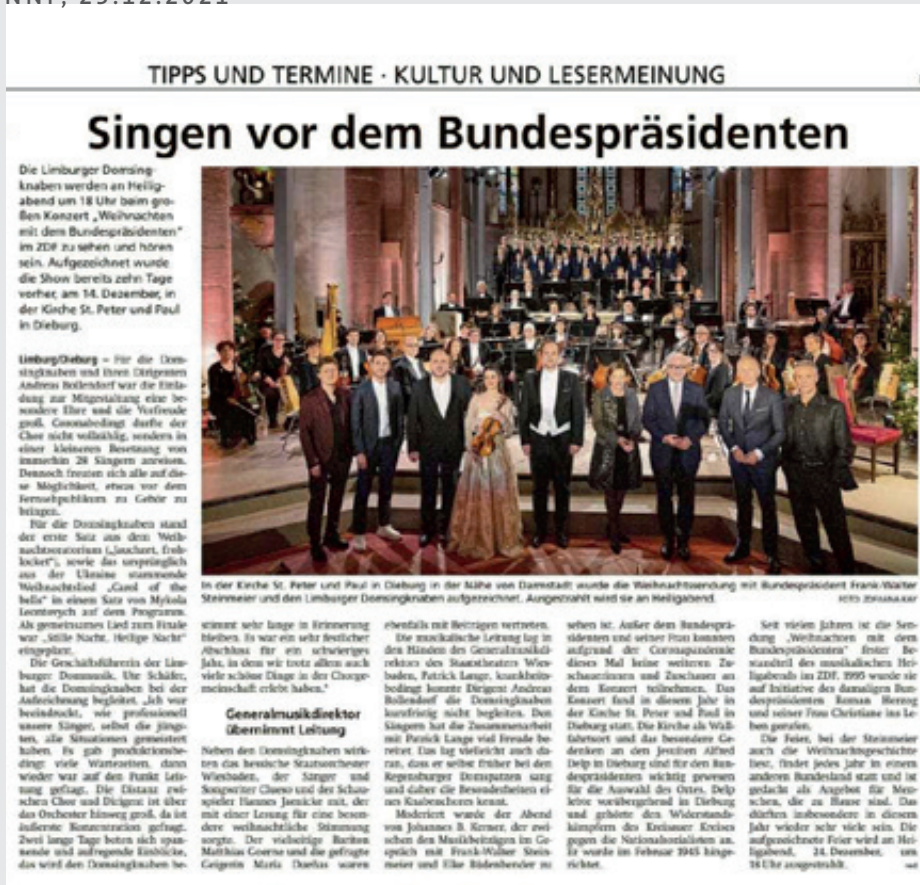 NNP, 29.12.2021
TIPPS UND TERMINE · KULTUR UND LESERMEINUNG
Singen vor dem Bundespräsidenten
Die Limburger Domsing-
knaben werden an Heilig-
abend um 18 Uhr beim gro-
ßen Konzert „Weihnachten
mit dem Bundespräsidenten"
im ZDF zu sehen und hören
sein. Aufgezeichnet wurde
die Show bereits zehn Tage
vorher, am 14. Dezember, in
der Kirche St. Peter und Paul
in Dieburg.
Limburg/Dieburg – Für die Dom-
singknaben und ihren Dirigenten
Andreas Bollendorf war die Einla-
dung zur Mitgestaltung eine be-
sondere Ehre und die Vorfreude
groß. Coronabedingt durfte der
Chor nicht vollzählig, sondern in
einer kleineren Besetzung von
immerhin 28 Sängern anreisen.
Dennoch freuten sich alle auf die-
se Möglichkeit, etwas vor dem
Fernsehpublikum zu Gehör zu
bringen.
Für die Domsingknaben stand
der erste Satz aus dem Weih-
nachtsoratorium („Jauchzet, froh-
locket"), sowie das ursprünglich
aus der Ukraine stammende
Weihnachtslied „Carol of the
bells" in einem Satz von Mykola
Leontovych auf dem Programm.
Als gemeinsames Lied zum Finale
war „Stille Nacht, Heilige Nacht"
eingeplant.
Die Geschäftsführerin der Lim-
burger Dommusik, Ute Schäfer,
hat die Domsingknaben bei der
Aufzeichnung begleitet. „Ich war
beeindruckt, wie professionell
unsere Sänger, selbst die jüngs-
ten, alle Situationen gemeistert
haben. Es gab produktionsbe-
dingt viele Wartezeiten, dann
wieder war auf den Punkt Leis-
tung gefragt. Die Distanz zwi-
schen Chor und Dirigent ist über
das Orchester hinweg groß, da ist
äußerste Konzentration gefragt.
Zwei lange Tage boten sich span-
nende und aufregende Einblicke,
das wird den Domsingknaben be-
In der Kirche St. Peter und Paul in Dieburg in der Nähe von Darmstadt wurde die Weihnachtssendung mit Bundespräsident Frank-Walter
Steinmeier und den Limburger Domsingknaben aufgezeichnet. Ausgestrahlt wird sie an Heiligabend.
stimmt sehr lange in Erinnerung
bleiben. Es war ein sehr festlicher
Abschluss für ein schwieriges
Jahr, in dem wir trotz allem auch
viele schöne Dinge in der Chorge-
meinschaft erlebt haben."
Generalmusikdirektor
übernimmt Leitung
Neben den Domsingknaben wirk-
ten das hessische Staatsorchester
Wiesbaden, der Sänger und
Songwriter Clueso und der Schau-
spieler Hannes Jaenicke mit, der
mit einer Lesung für eine beson-
dere weihnachtliche Stimmung
sorgte. Der vielseitige Bariton
Matthias Goerne und die gefragte
Geigerin Maria Dueñas waren
ebenfalls mit Beiträgen vertreten.
Die musikalische Leitung lag in
den Händen des Generalmusikdi-
rektors des Staatstheaters Wies-
baden, Patrick Lange, krankheits-
bedingt konnte Dirigent Andreas
Bollendorf die Domsingknaben
kurzfristig nicht begleiten. Den
Sängern hat die Zusammenarbeit
mit Patrick Lange viel Freude be-
reitet. Das lag vielleicht auch da-
ran, dass er selbst früher bei den
Regensburger Domspatzen sang
und daher die Besonderheiten ei-
nes Knabenchores kennt.
Moderiert wurde der Abend
von Johannes B. Kerner, der zwi-
schen den Musikbeiträgen im Ge-
spräch mit Frank-Walter Stein-
meier und Elke Büdenbender zu
sehen ist. Außer dem Bundesprä-
sidenten und seiner Frau konnten
aufgrund der Coronapandemie
dieses Mal keine weiteren Zu-
schauerinnen und Zuschauer an
dem Konzert teilnehmen. Das
Konzert fand in diesem Jahr in
der Kirche St. Peter und Paul in
Dieburg statt. Die Kirche als Wall-
fahrtsort und das besondere Ge-
denken an den Jesuiten Alfred
Delp in Dieburg sind für den Bun-
despräsidenten wichtig gewesen
für die Auswahl des Ortes. Delp
lebte vorübergehend in Dieburg
und gehörte den Widerstands-
kämpfern des Kreisauer Kreises
gegen die Nationalsozialisten an.
Er wurde im Februar 1945 hinge-
richtet.
Seit vielen Jahren ist die Sen-
dung „Weihnachten mit dem
Bundespräsidenten" fester Be-
standteil des musikalischen Hei-
ligabends im ZDF. 1995 wurde sie
auf Initiative des damaligen Bun-
despräsidenten Roman Herzog
und seiner Frau Christiane ins Le-
ben gerufen.
Die Feier, bei der Steinmeier
auch die Weihnachtsgeschichte
liest, findet jedes Jahr in einem
anderen Bundesland statt und ist
gedacht als Angebot für Men-
schen, die zu Hause sind. Das
dürften insbesondere in diesem
Jahr wieder sehr viele sein. Die
aufgezeichnete Feier wird an Hei-
ligabend, 24. Dezember, um
18 Uhr ausgestrahlt.